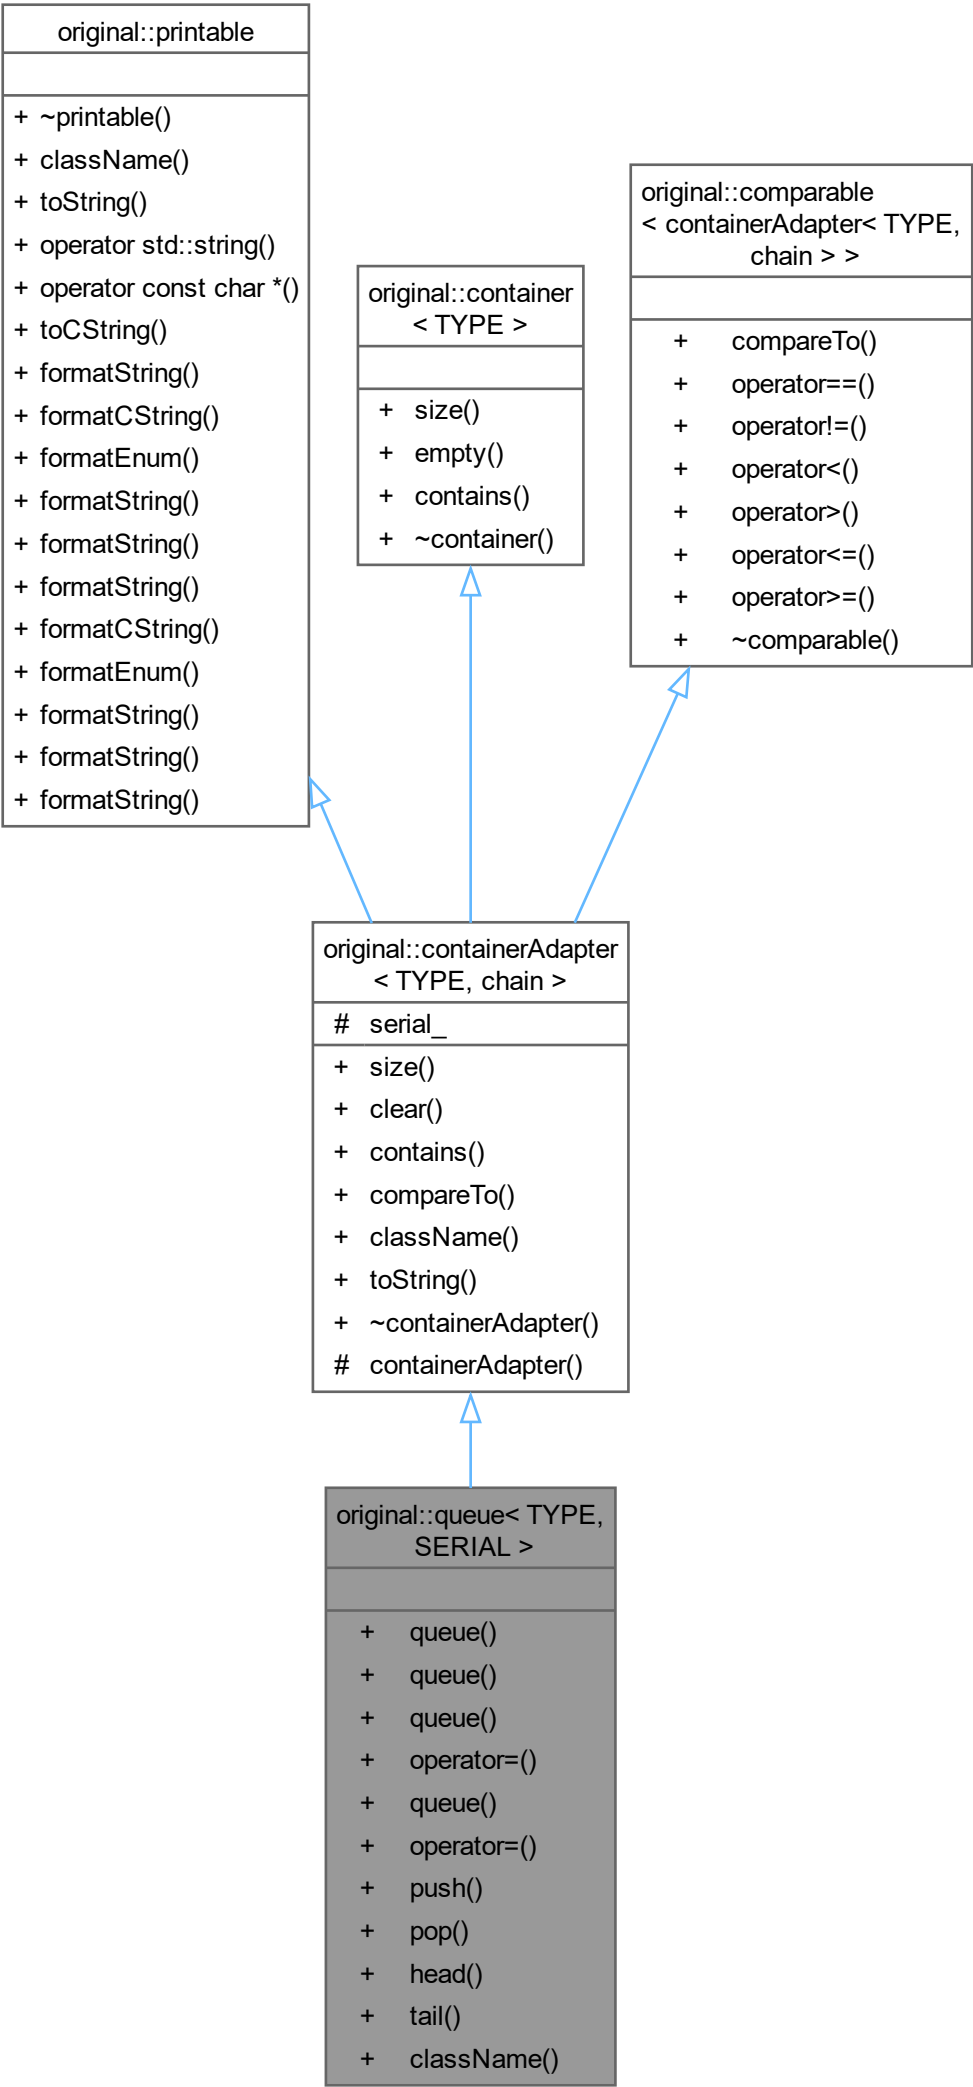 original::printable
+ ~printable()
+ className()
+ toString()
+ operator std::string()
+ operator const char *()
+ toCString()
+ formatString()
+ formatCString()
+ formatEnum()
+ formatString()
+ formatString()
+ formatString()
+ formatCString()
+ formatEnum()
+ formatString()
+ formatString()
+ formatString()
original::container
< TYPE >
+ size()
+ empty()
+ contains()
+ ~container()
original::comparable
< containerAdapter< TYPE,
chain > >
+ compareTo()
+ operator==()
+ operator!=()
+ operator<()
+ operator>()
+ operator<=()
+ operator>=()
+ ~comparable()
original::containerAdapter
< TYPE, chain >
# serial_
+ size()
+ clear()
+ contains()
+ compareTo()
+ className()
+ toString()
+ ~containerAdapter()
# containerAdapter()
original::queue< TYPE,
SERIAL >
+ queue()
+ queue()
+ queue()
+ operator=()
+ queue()
+ operator=()
+ push()
+ pop()
+ head()
+ tail()
+ className()